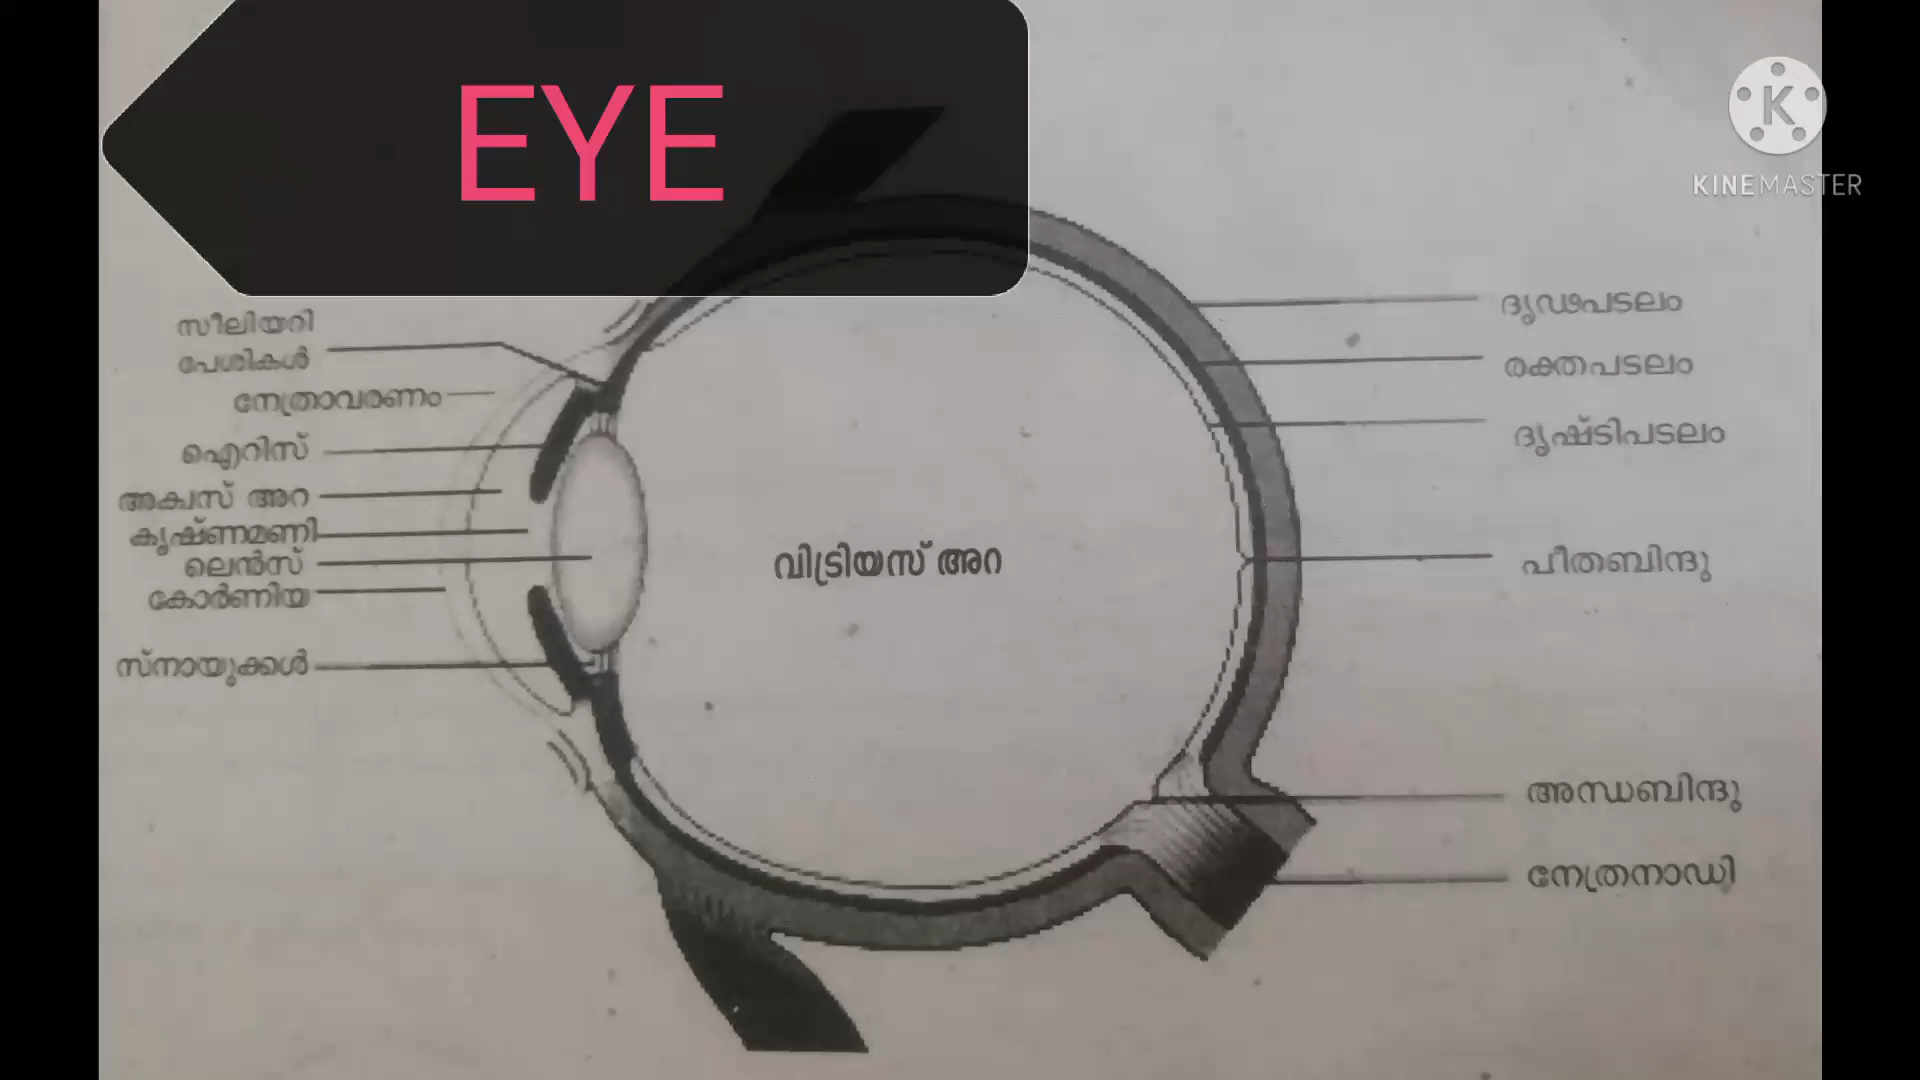 EYE
KINEMASTER
സീലിയറി
പേശികൾ
നേത്രാവരണം
ഐറിസ്
അക്വസ് അറ
കൃഷ്ണമണി
ലെൻസ്
കോർണിയ
സ്നായുക്കൾ
വിട്രിയസ് അറ
ദൃഢപടലം
രക്തപടലം
ദൃഷ്ടിപടലം
പീതബിന്ദു
അന്ധബിന്ദു
നേത്രനാഡി